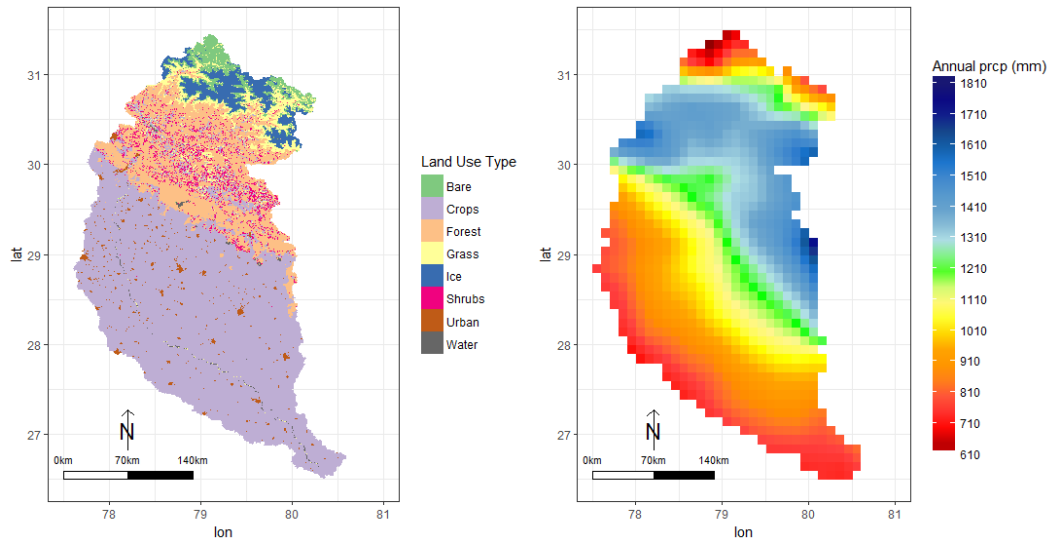 31
30
29
28
27
lat
N
0km 70km 140km
78 79 80 81
lon
Land Use Type
Bare
Crops
Forest
Grass
Ice
Shrubs
Urban
Water
31
30
29
28
27
lat
N
0km 70km 140km
78 79 80 81
lon
Annual prcp (mm)
1810
1710
1610
1510
1410
1310
1210
1110
1010
910
810
710
610